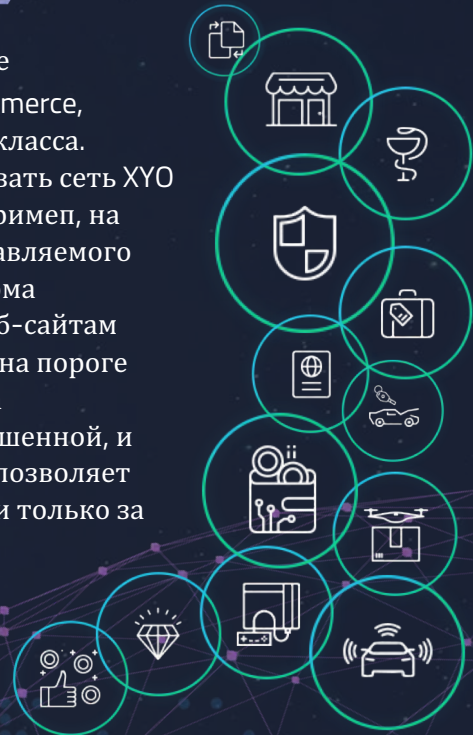 е
merce,
класса.
вать сеть XYO
римеп, на
авляемого
ома
б-сайтам
на пороге
шенной, и
позволяет
и только за